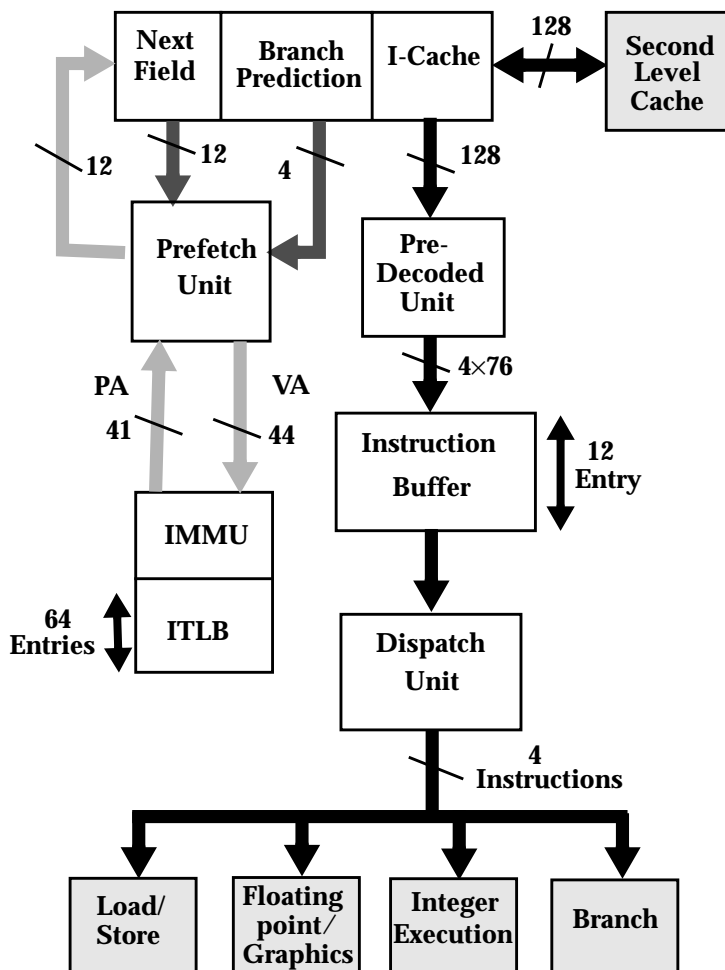 Next
Field
Branch
Prediction
I-Cache
128
Second
Level
Cache
12
12
4
128
Prefetch
Unit
Pre-
Decoded
Unit
4×76
PA
VA
41
44
Instruction
Buffer
12
Entry
IMMU
ITLB
64
Entries
Dispatch
Unit
4
Instructions
Load/
Store
Floating
point/
Graphics
Integer
Execution
Branch